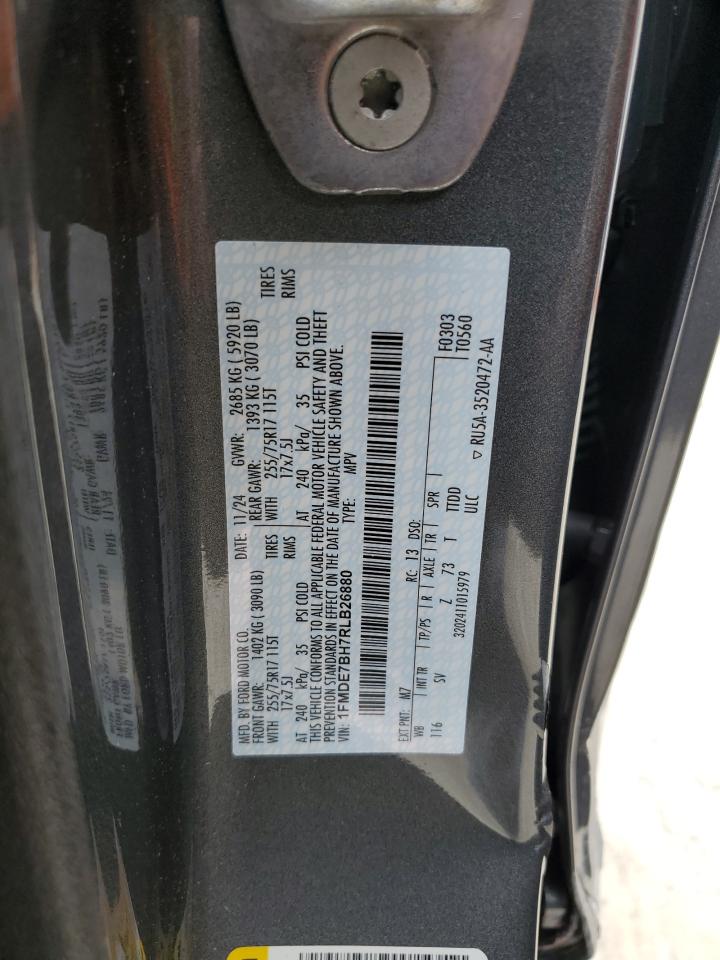 MFD. BY FORD MOTOR CO.
DATE: 11/24 GVWR: 2685 KG ( 5920 LB)
FRONT GAWR: 1402 KG ( 3090 LB) REAR GAWR: 1393 KG ( 3070 LB)
WITH 255/75R17 115T TIRES WITH 255/75R17 115T TIRES
17x7.5J RIMS 17x7.5J RIMS
AT 240 kPa/ 35 PSI COLD AT 240 kPa/ 35 PSI COLD
THIS VEHICLE CONFORMS TO ALL APPLICABLE FEDERAL MOTOR VEHICLE SAFETY AND THEFT
PREVENTION STANDARDS IN EFFECT ON THE DATE OF MANUFACTURE SHOWN ABOVE.
VIN: 1FMDE7BH7RLB26880 TYPE: MPV
EXT PNT: M7 RC: 13 DSO: F0303
WB INT TR TP/PS R AXLE TR SPR T0560
116 SV Z 73 T TTDD
ULC
3202411015979 ▽ RU5A-3520472-AA